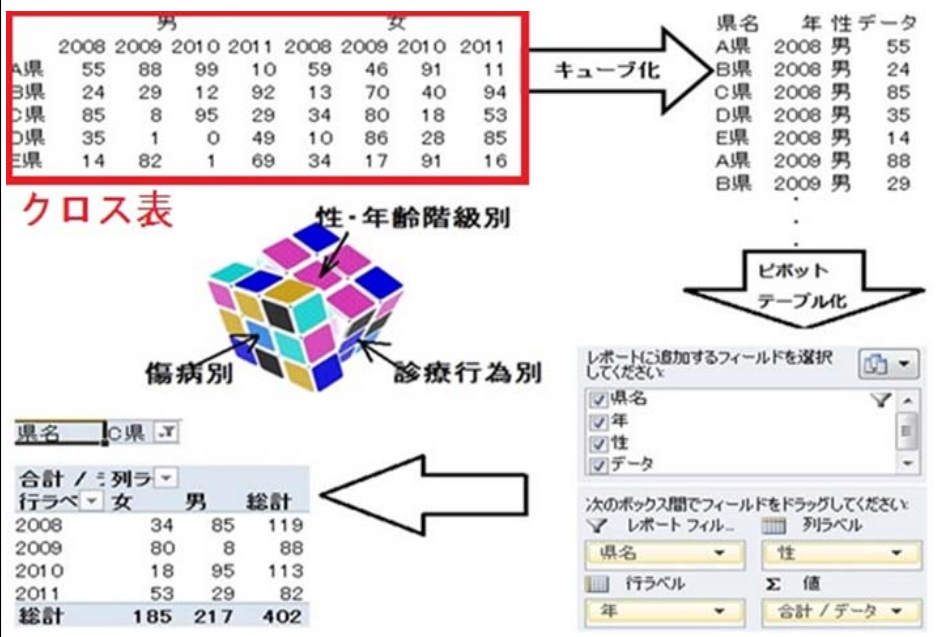 男 女
2008 2009 2010 2011 2008 2009 2010 2011
A県 55 88 99 10 59 46 91 11
B県 24 29 12 92 13 70 40 94
C県 85 8 95 29 34 80 18 53
D県 35 1 0 49 10 86 28 85
E県 14 82 1 69 34 17 91 16
クロス表
キューブ化
県名 年 性 データ
A県 2008 男 55
B県 2008 男 24
C県 2008 男 85
D県 2008 男 35
E県 2008 男 14
A県 2009 男 88
B県 2009 男 29
ピボット
テーブル化
性・年齢階級別
傷病別
診療行為別
レポートに追加するフィールドを選択
してください:
県名
年
性
データ
次のボックス間でフィールドをドラッグしてください:
レポート フィル... 列ラベル
県名 性
行ラベル Σ 値
年 合計 / データ
県名 C県
合計 / 列ラ
行ラベ 女 男 総計
2008 34 85 119
2009 80 8 88
2010 18 95 113
2011 53 29 82
総計 185 217 402